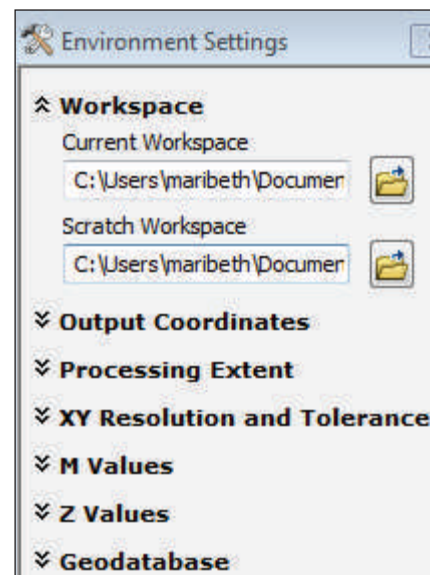 Environment Settings
Workspace
Current Workspace
C:\Users\maribeth\Documen
Scratch Workspace
C:\Users\maribeth\Documen
Output Coordinates
Processing Extent
XY Resolution and Tolerance
M Values
Z Values
Geodatabase